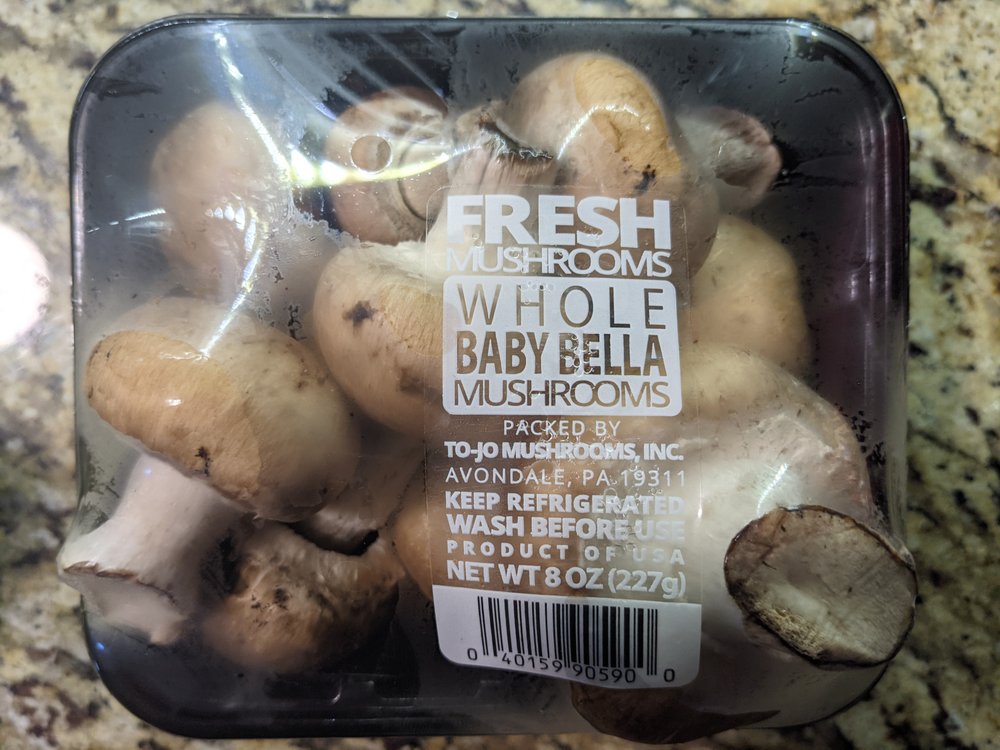 FRESH
MUSHROOMS
WHOLE
BABY BELLA
MUSHROOMS
PACKED BY
TO-JO MUSHROOMS, INC.
AVONDALE, PA 19311
KEEP REFRIGERATED
WASH BEFORE USE
PRODUCT OF USA
NET WT 8 OZ (227g)
0 40159 90590 0